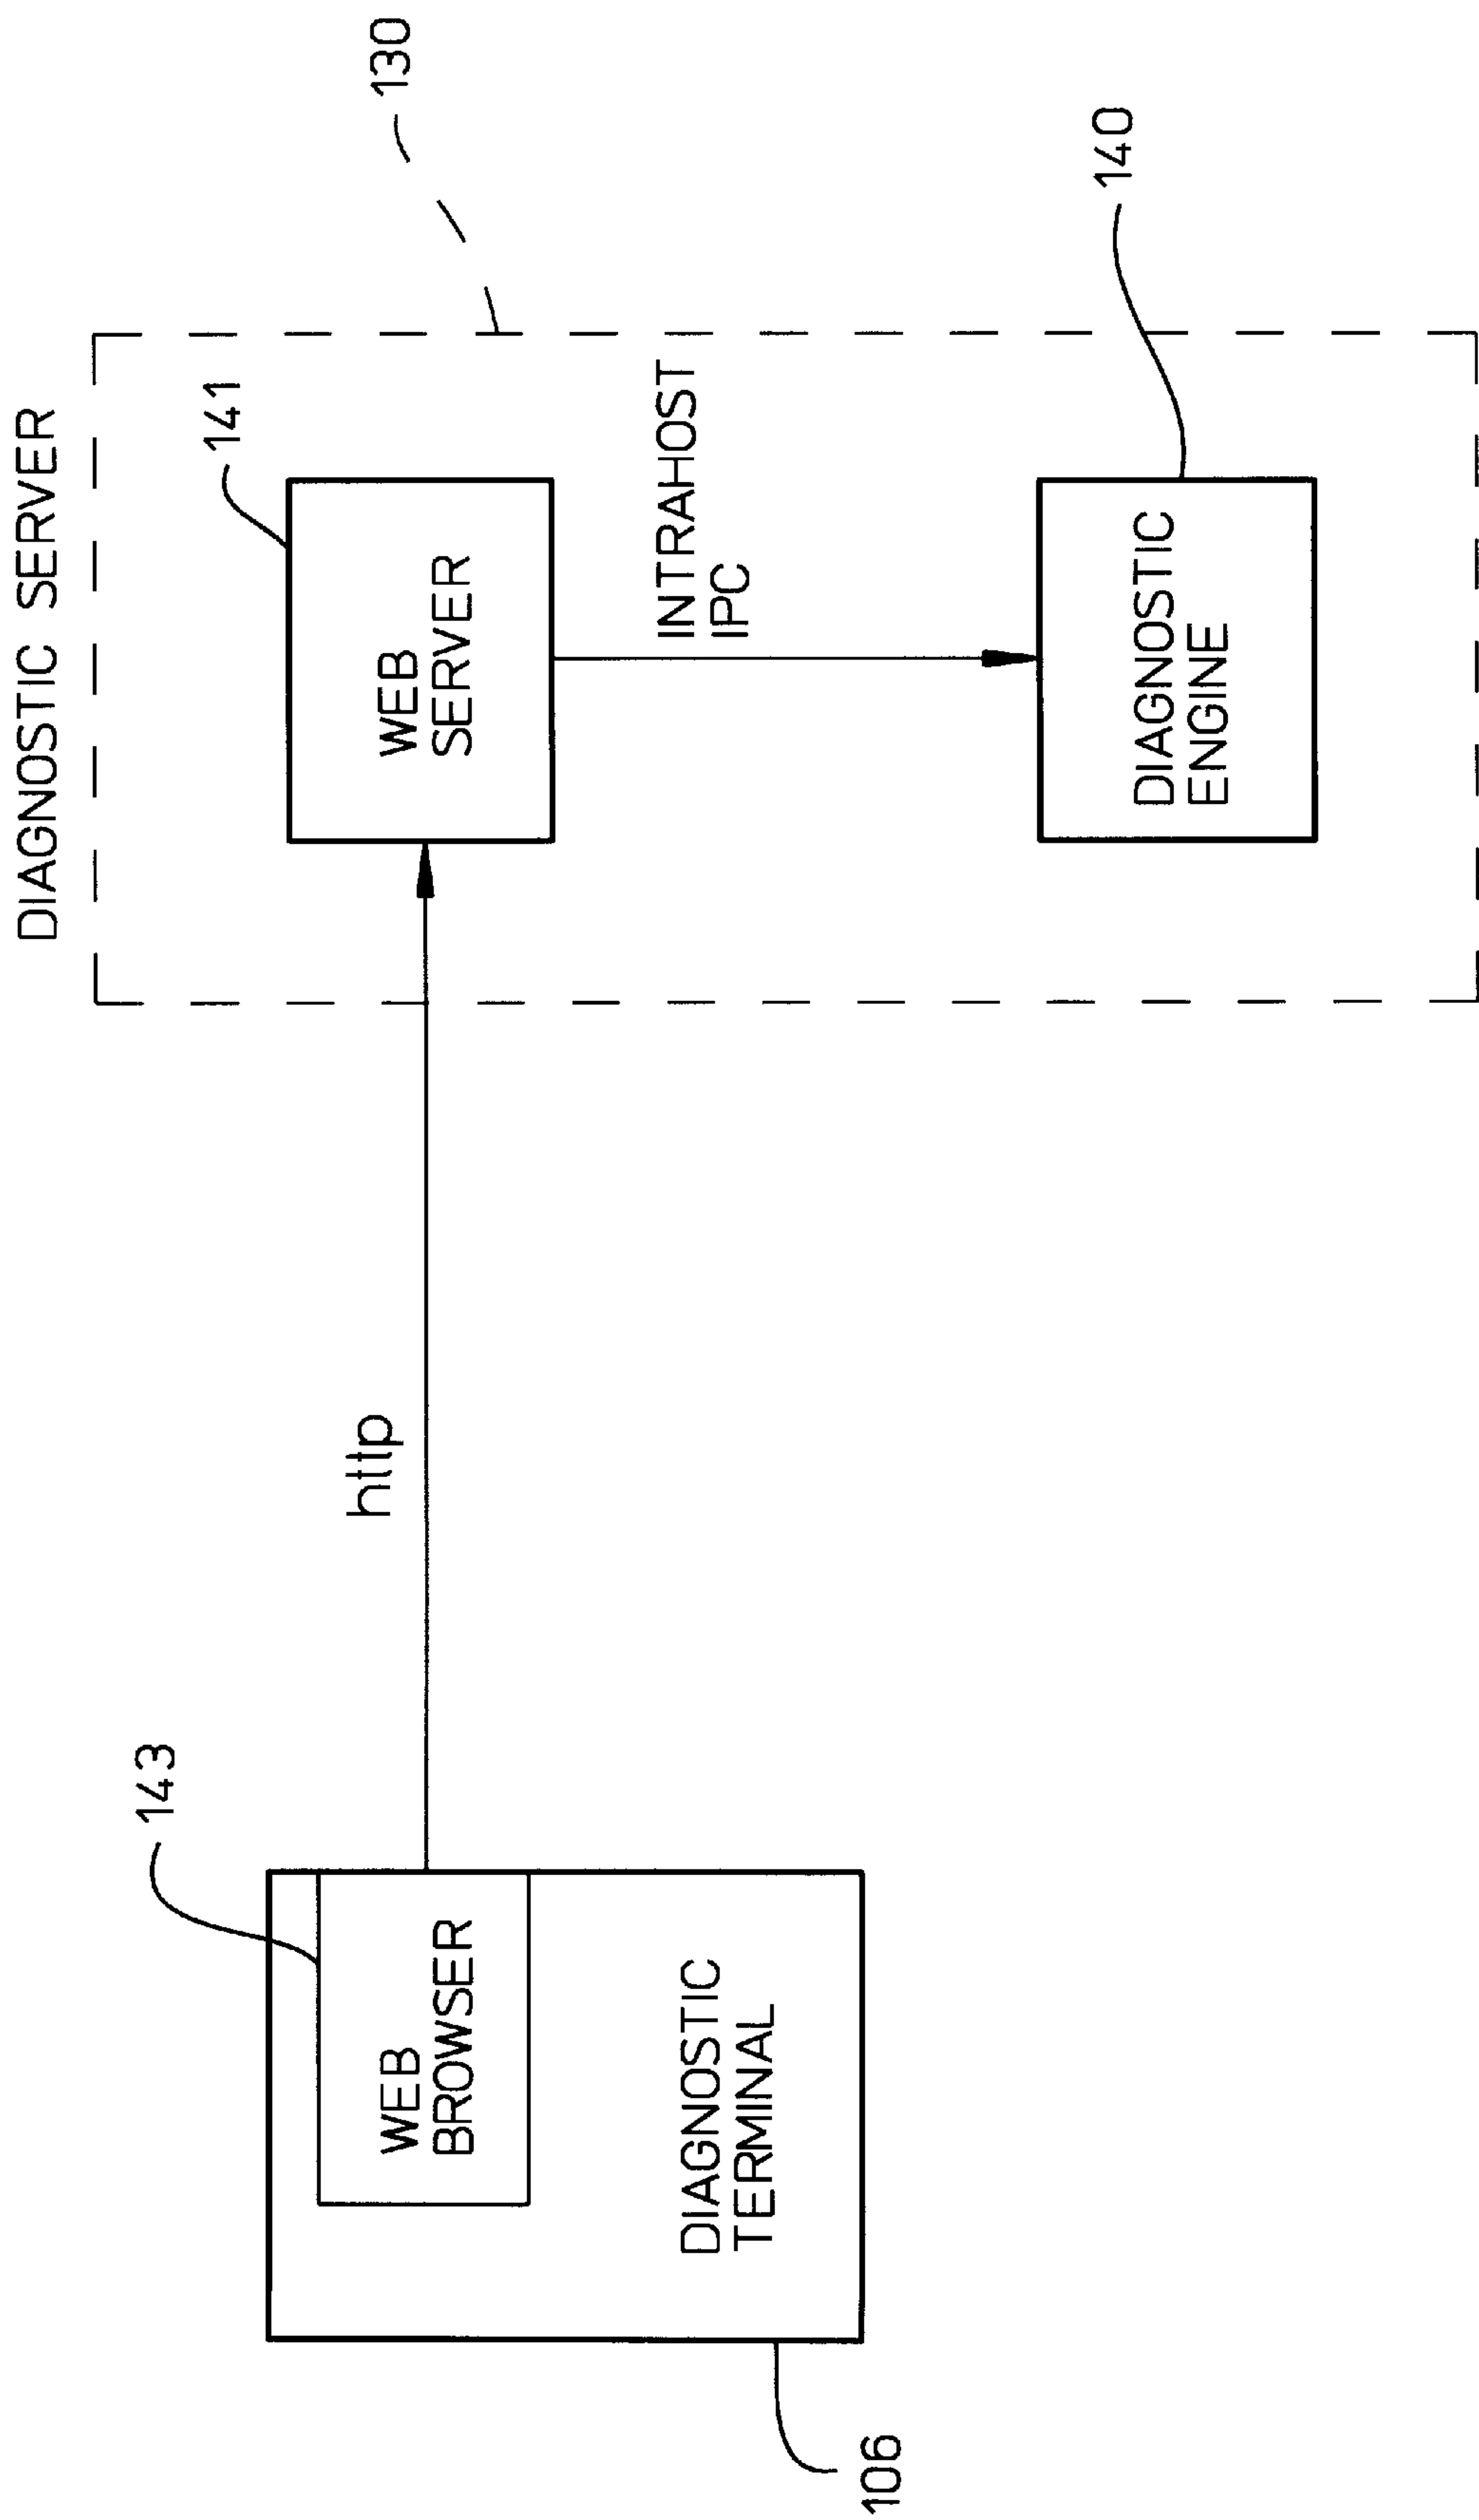 DIAGNOSTIC SERVER
143
http
141
130
WEB
BROWSER
WEB
SERVER
INTRAHOST
IPC
DIAGNOSTIC
TERMINAL
106
DIAGNOSTIC
ENGINE
140